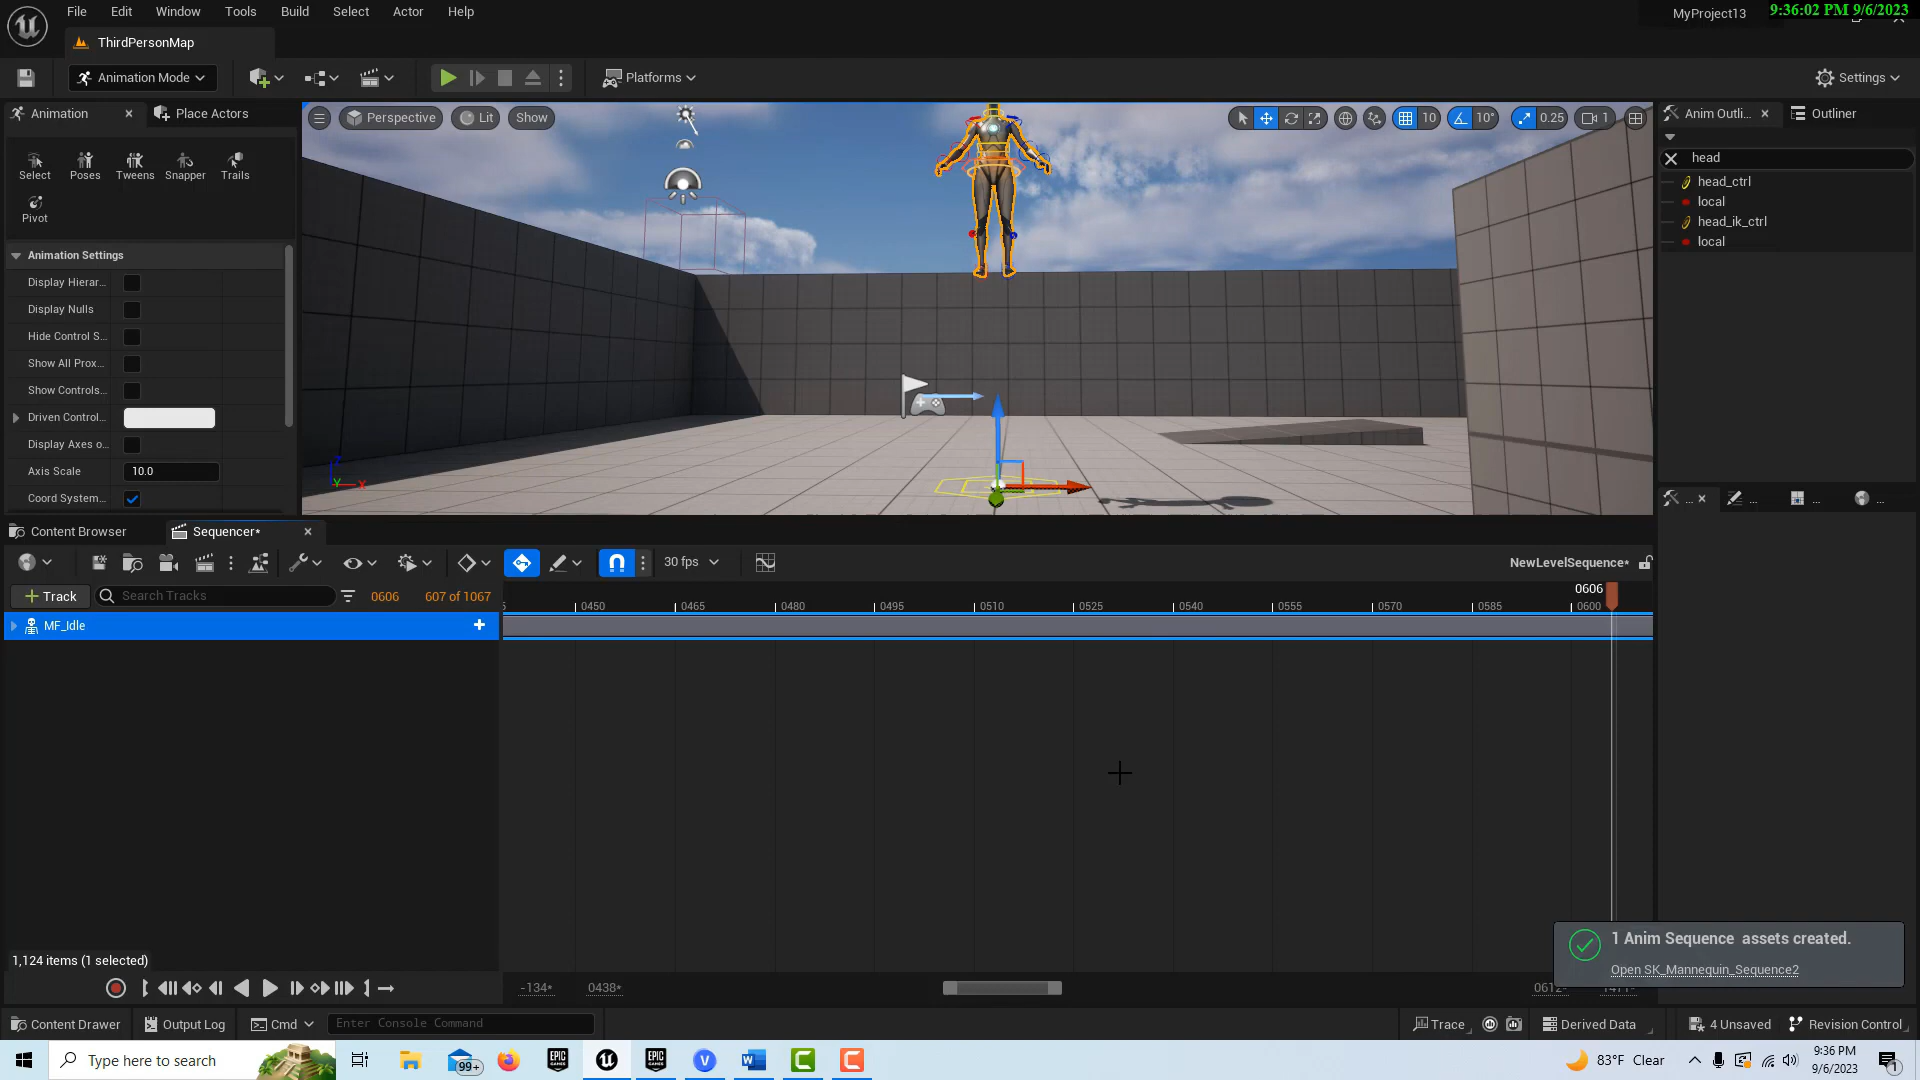 File Edit Window Tools Build Select Actor Help
MyProject13
9:36:02 PM 9/6/2023
ThirdPersonMap
Animation Mode
Platforms
Settings
Animation
Place Actors
Perspective
Lit
Show
10
10°
0.25
1
Anim Outli...
Outliner
head
head_ctrl
local
head_ik_ctrl
local
Select Poses Tweens Snapper Trails
Pivot
Animation Settings
Display Hierar...
Display Nulls
Hide Control S...
Show All Prox...
Show Controls...
Driven Control...
Display Axes o...
Axis Scale 10.0
Coord System...
Content Browser
Sequencer*
30 fps
NewLevelSequence*
Track
Search Tracks
0606
607 of 1067
0606
0450 0465 0480 0495 0510 0525 0540 0555 0570 0585 0600
MF_Idle
1,124 items (1 selected)
-134*
0438*
1 Anim Sequence assets created.
Open SK_Mannequin_Sequence2
Content Drawer
Output Log
Cmd
Enter Console Command
Trace
Derived Data
4 Unsaved
Revision Control
Type here to search
99+
EPIC GAMES
EPIC GAMES
83°F Clear
9:36 PM
9/6/2023
1